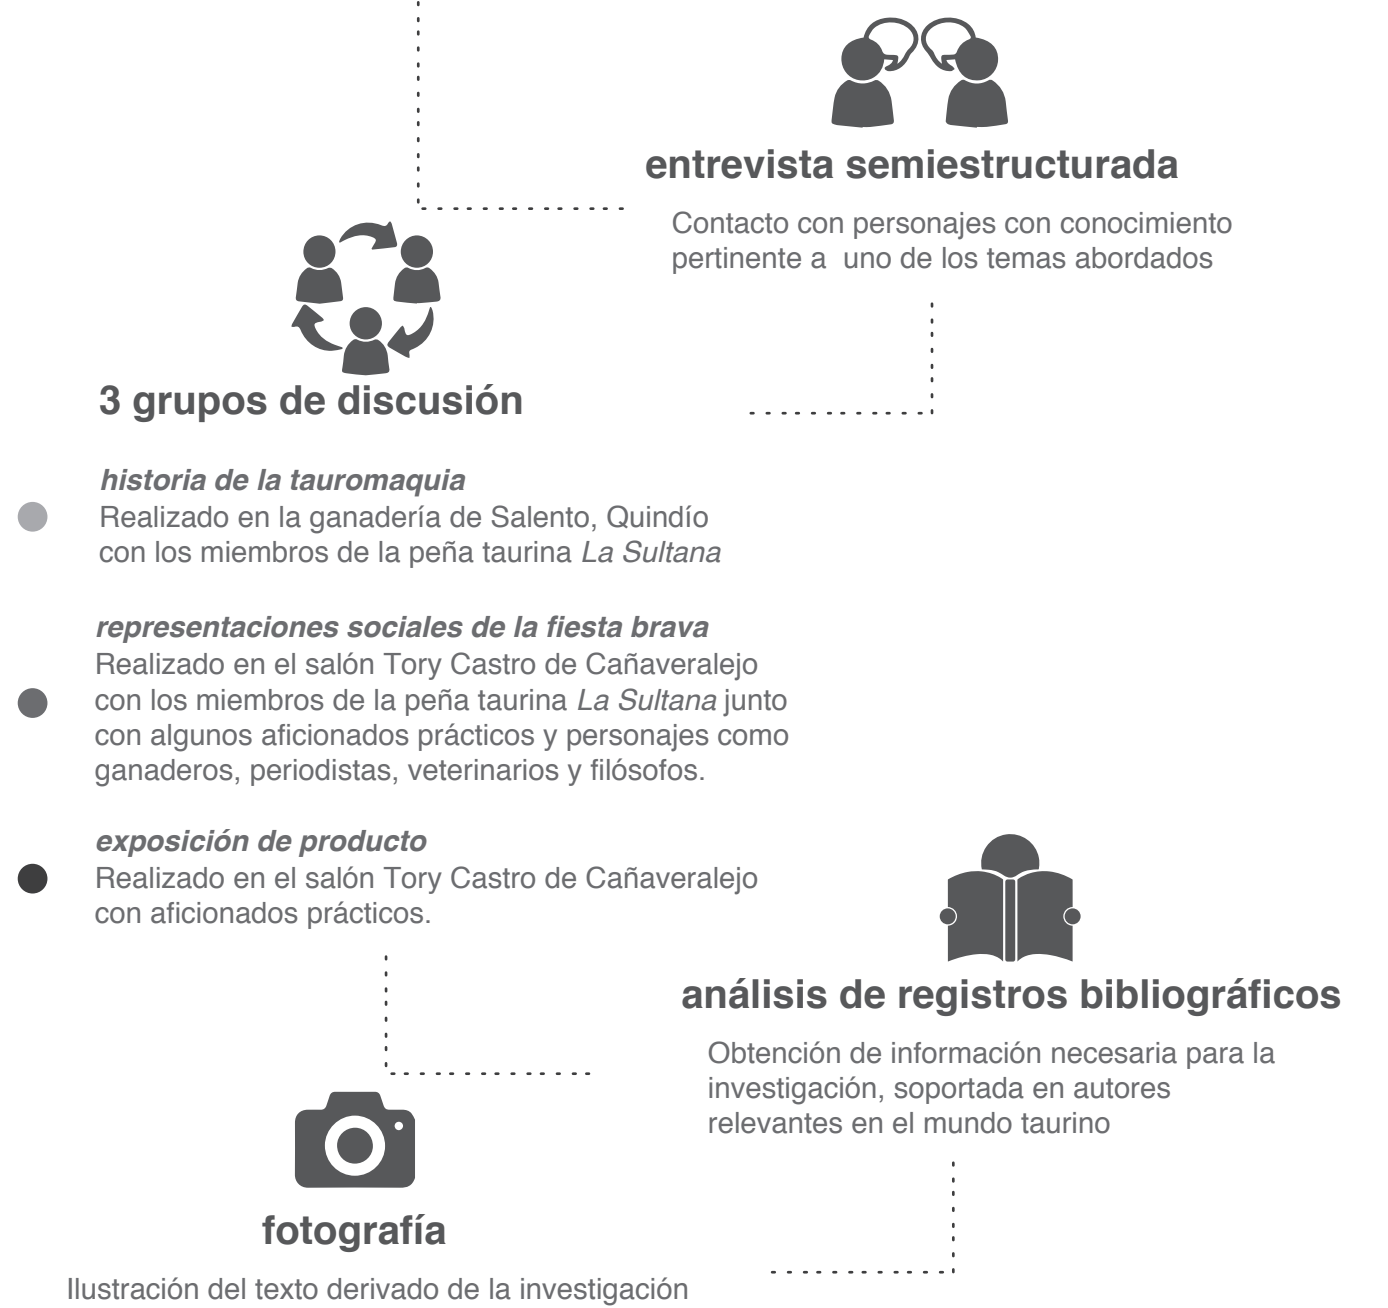 entrevista semiestructurada
Contacto con personajes con conocimiento
pertinente a uno de los temas abordados
3 grupos de discusión
historia de la tauromaquia
Realizado en la ganadería de Salento, Quindío
con los miembros de la peña taurina La Sultana
representaciones sociales de la fiesta brava
Realizado en el salón Tory Castro de Cañaveralejo
con los miembros de la peña taurina La Sultana junto
con algunos aficionados prácticos y personajes como
ganaderos, periodistas, veterinarios y filósofos.
exposición de producto
Realizado en el salón Tory Castro de Cañaveralejo
con aficionados prácticos.
análisis de registros bibliográficos
Obtención de información necesaria para la
investigación, soportada en autores
relevantes en el mundo taurino
fotografía
Ilustración del texto derivado de la investigación